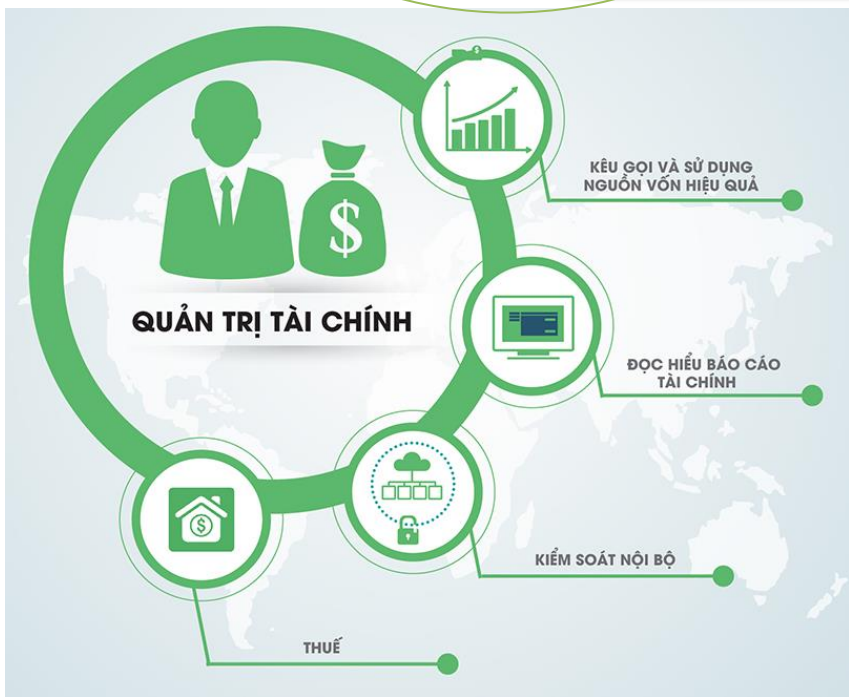 KÊU GỌI VÀ SỬ DỤNG
NGUỒN VỐN HIỆU QUẢ
$
QUẢN TRỊ TÀI CHÍNH
ĐỌC HIỂU BÁO CÁO
TÀI CHÍNH
$
KIỂM SOÁT NỘI BỘ
THUẾ